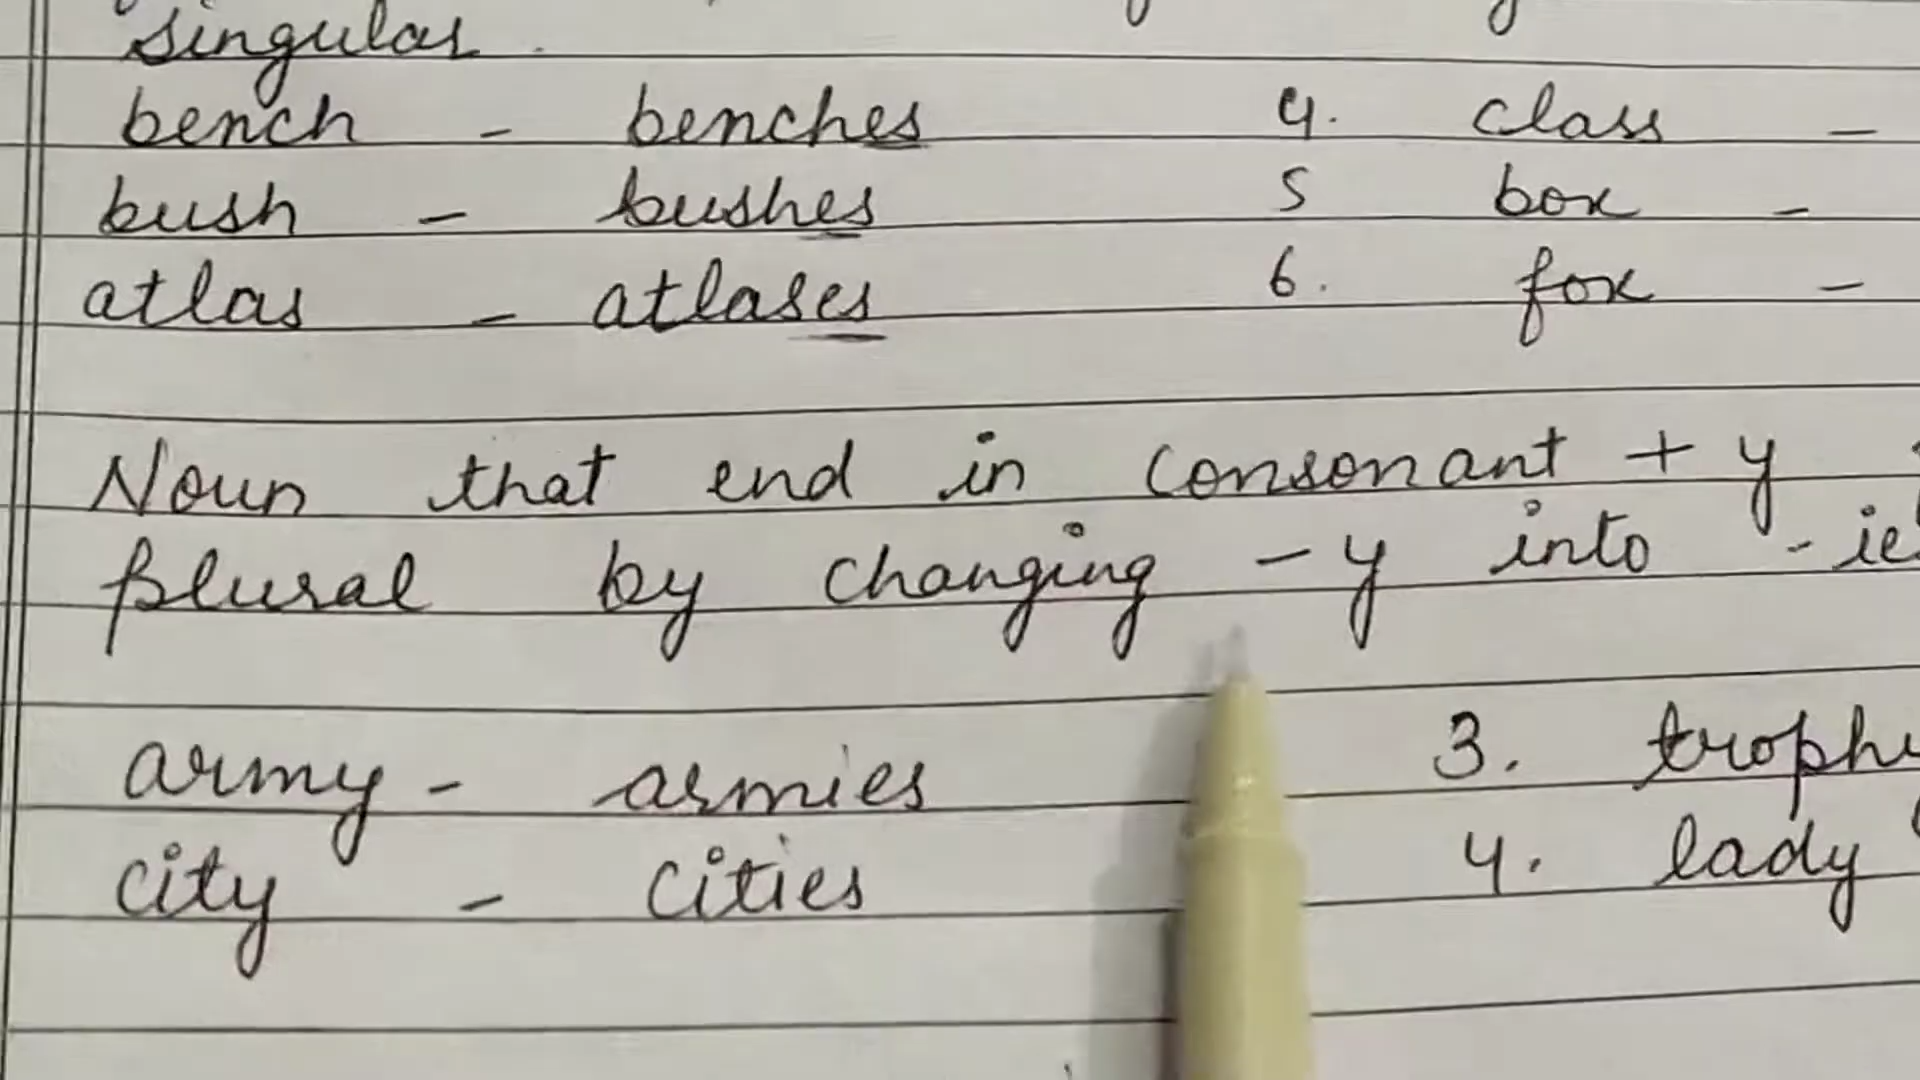 singular.
bench - benches 4. class -
bush - bushes 5 box -
atlas - atlases 6. fox -
Noun that end in consonant + y
plural by changing - y into - ie
army - armies 3. trophy
city - cities 4. lady